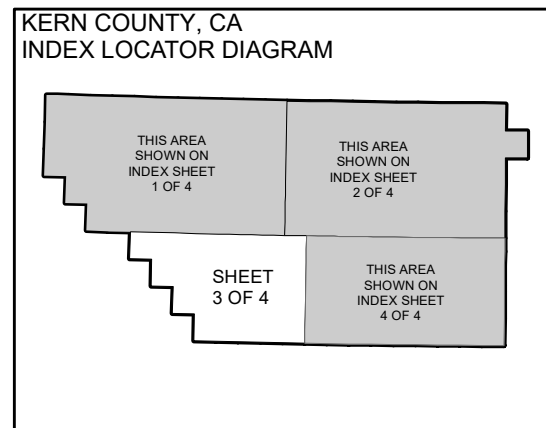 KERN COUNTY, CA
INDEX LOCATOR DIAGRAM
THIS AREA
SHOWN ON
INDEX SHEET
1 OF 4
THIS AREA
SHOWN ON
INDEX SHEET
2 OF 4
SHEET
3 OF 4
THIS AREA
SHOWN ON
INDEX SHEET
4 OF 4